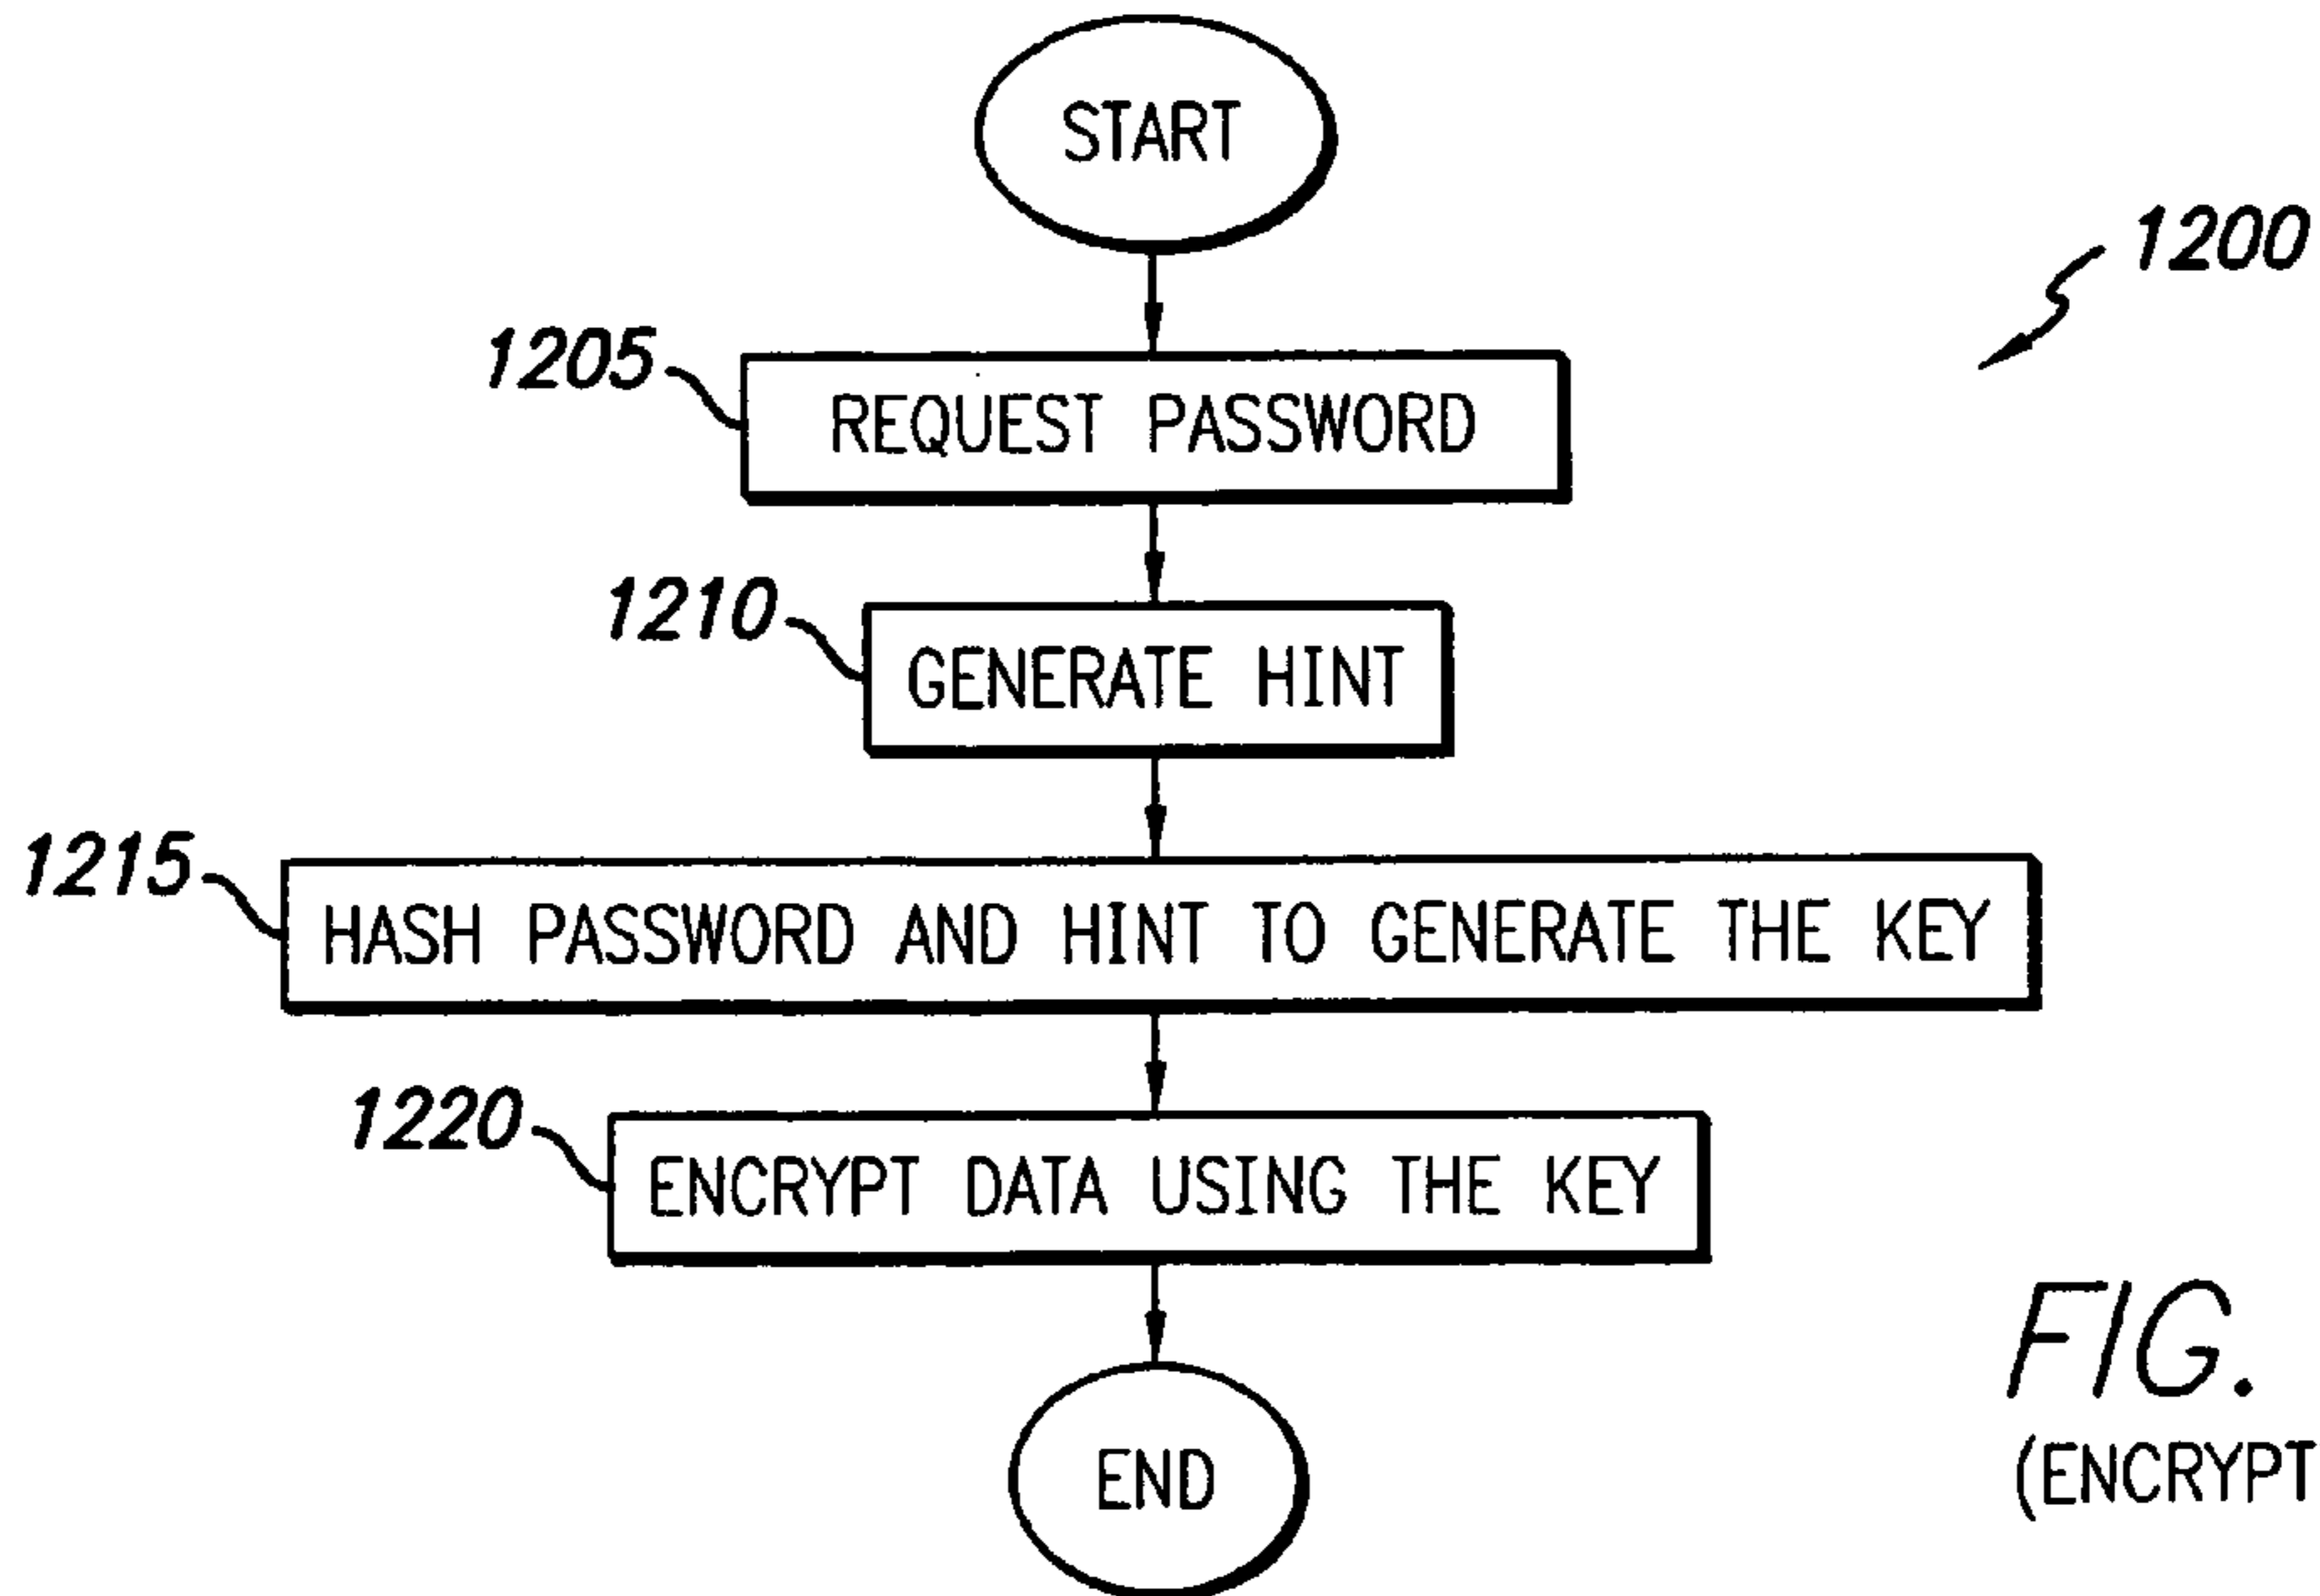 START
1200
1205
REQUEST PASSWORD
1210
GENERATE HINT
1215
HASH PASSWORD AND HINT TO GENERATE THE KEY
1220
ENCRYPT DATA USING THE KEY
END
FIG.
(ENCRYPT